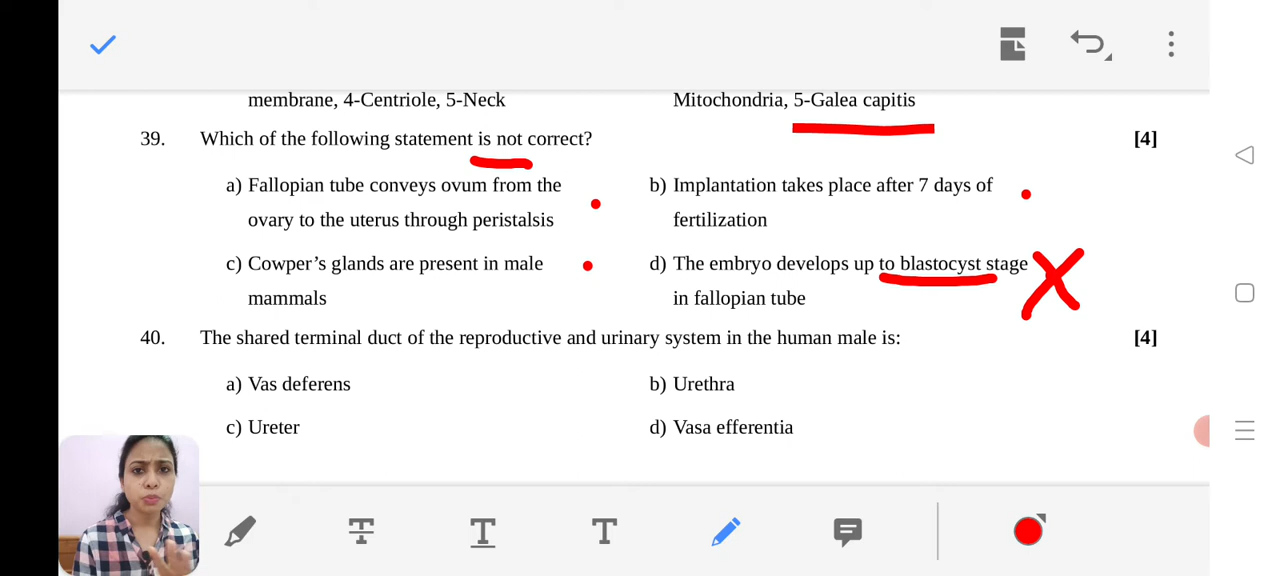 membrane, 4-Centriole, 5-Neck
Mitochondria, 5-Galea capitis
39. Which of the following statement is not correct? [4]
a) Fallopian tube conveys ovum from the
ovary to the uterus through peristalsis
b) Implantation takes place after 7 days of
fertilization
c) Cowper's glands are present in male
mammals
d) The embryo develops up to blastocyst stage
in fallopian tube
40. The shared terminal duct of the reproductive and urinary system in the human male is: [4]
a) Vas deferens
b) Urethra
c) Ureter
d) Vasa efferentia